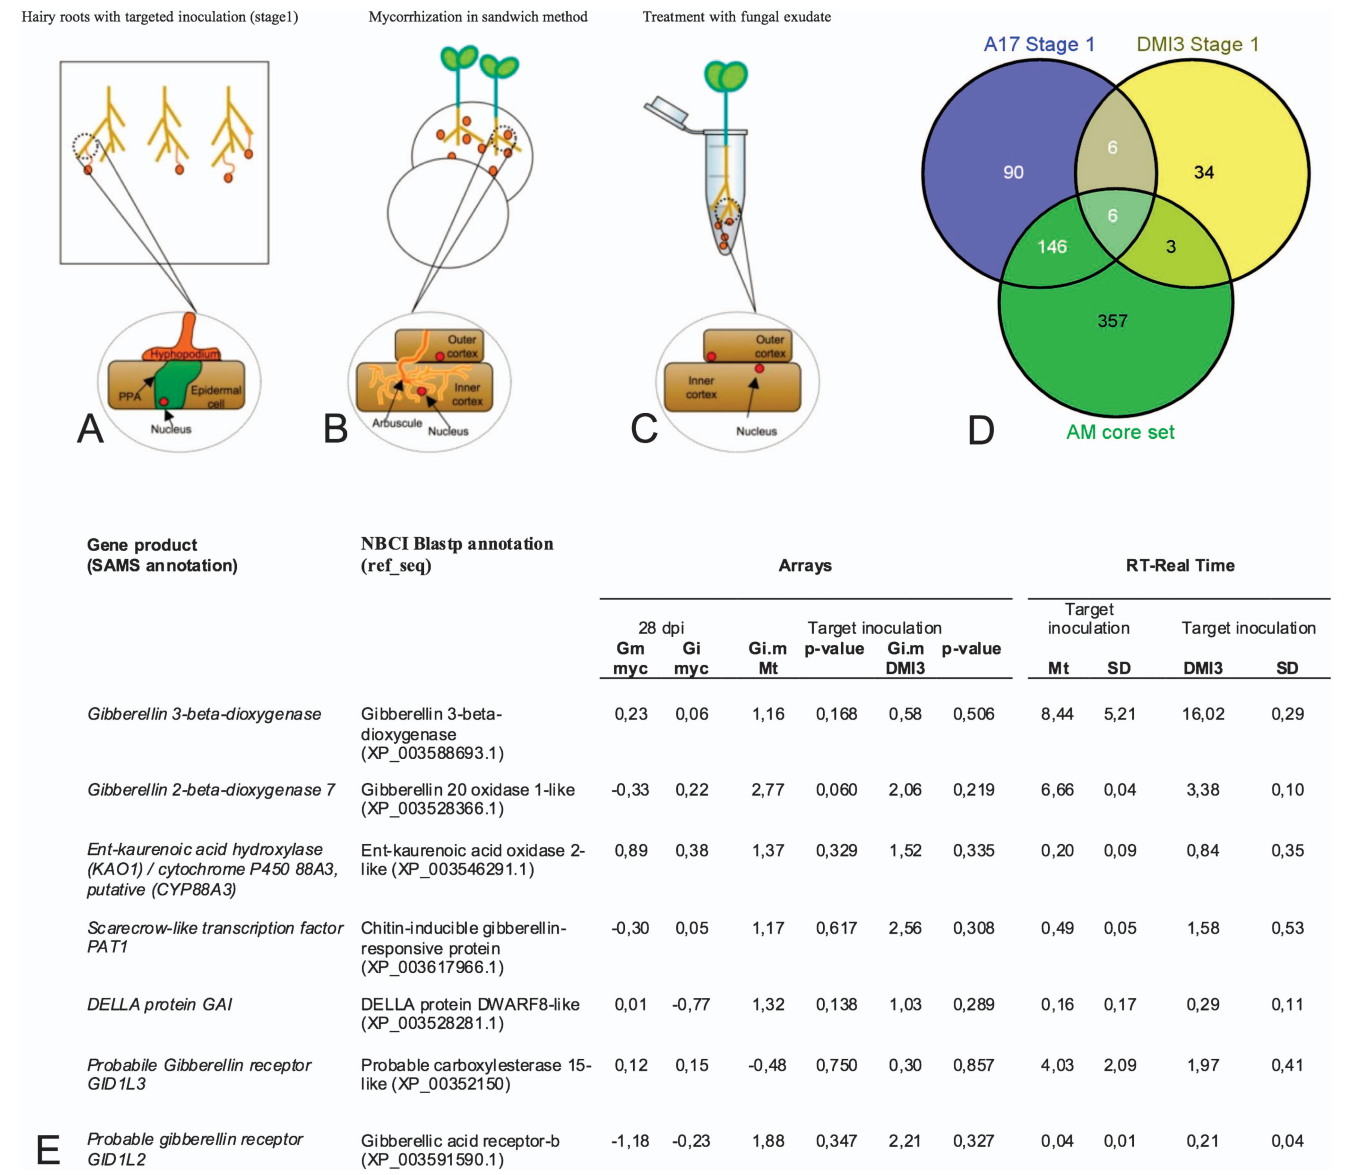 Hairy roots with targeted inoculation (stage1)
Mycorrhization in sandwich method
Treatment with fungal exudate
Hyphopodium
PPA
Epidermal
cell
Nucleus
A
Outer
cortex
Inner
cortex
Arbuscule
Nucleus
B
Outer
cortex
Inner
cortex
Nucleus
C
A17 Stage 1
DMI3 Stage 1
90
6
34
6
146
3
357
AM core set
D
Gene product
(SAMS annotation)
NBCI Blastp annotation
(ref_seq)
Arrays
RT-Real Time
28 dpi
Target inoculation
Target
inoculation
Target inoculation
Gm
myc
Gi
myc
Gi.m
Mt
p-value
Gi.m
DMI3
p-value
Mt
SD
DMI3
SD
Gibberellin 3-beta-dioxygenase
Gibberellin 3-beta-
dioxygenase
(XP_003588693.1)
0,23 0,06 1,16 0,168 0,58 0,506 8,44 5,21 16,02 0,29
Gibberellin 2-beta-dioxygenase 7
Gibberellin 20 oxidase 1-like
(XP_003528366.1)
-0,33 0,22 2,77 0,060 2,06 0,219 6,66 0,04 3,38 0,10
Ent-kaurenoic acid hydroxylase
(KAO1) / cytochrome P450 88A3,
putative (CYP88A3)
Ent-kaurenoic acid oxidase 2-
like (XP_003546291.1)
0,89 0,38 1,37 0,329 1,52 0,335 0,20 0,09 0,84 0,35
Scarecrow-like transcription factor
PAT1
Chitin-inducible gibberellin-
responsive protein
(XP_003617966.1)
-0,30 0,05 1,17 0,617 2,56 0,308 0,49 0,05 1,58 0,53
DELLA protein GAI
DELLA protein DWARF8-like
(XP_003528281.1)
0,01 -0,77 1,32 0,138 1,03 0,289 0,16 0,17 0,29 0,11
Probabile Gibberellin receptor
GID1L3
Probable carboxylesterase 15-
like (XP_00352150)
0,12 0,15 -0,48 0,750 0,30 0,857 4,03 2,09 1,97 0,41
Probable gibberellin receptor
GID1L2
Gibberellic acid receptor-b
(XP_003591590.1)
-1,18 -0,23 1,88 0,347 2,21 0,327 0,04 0,01 0,21 0,04
E